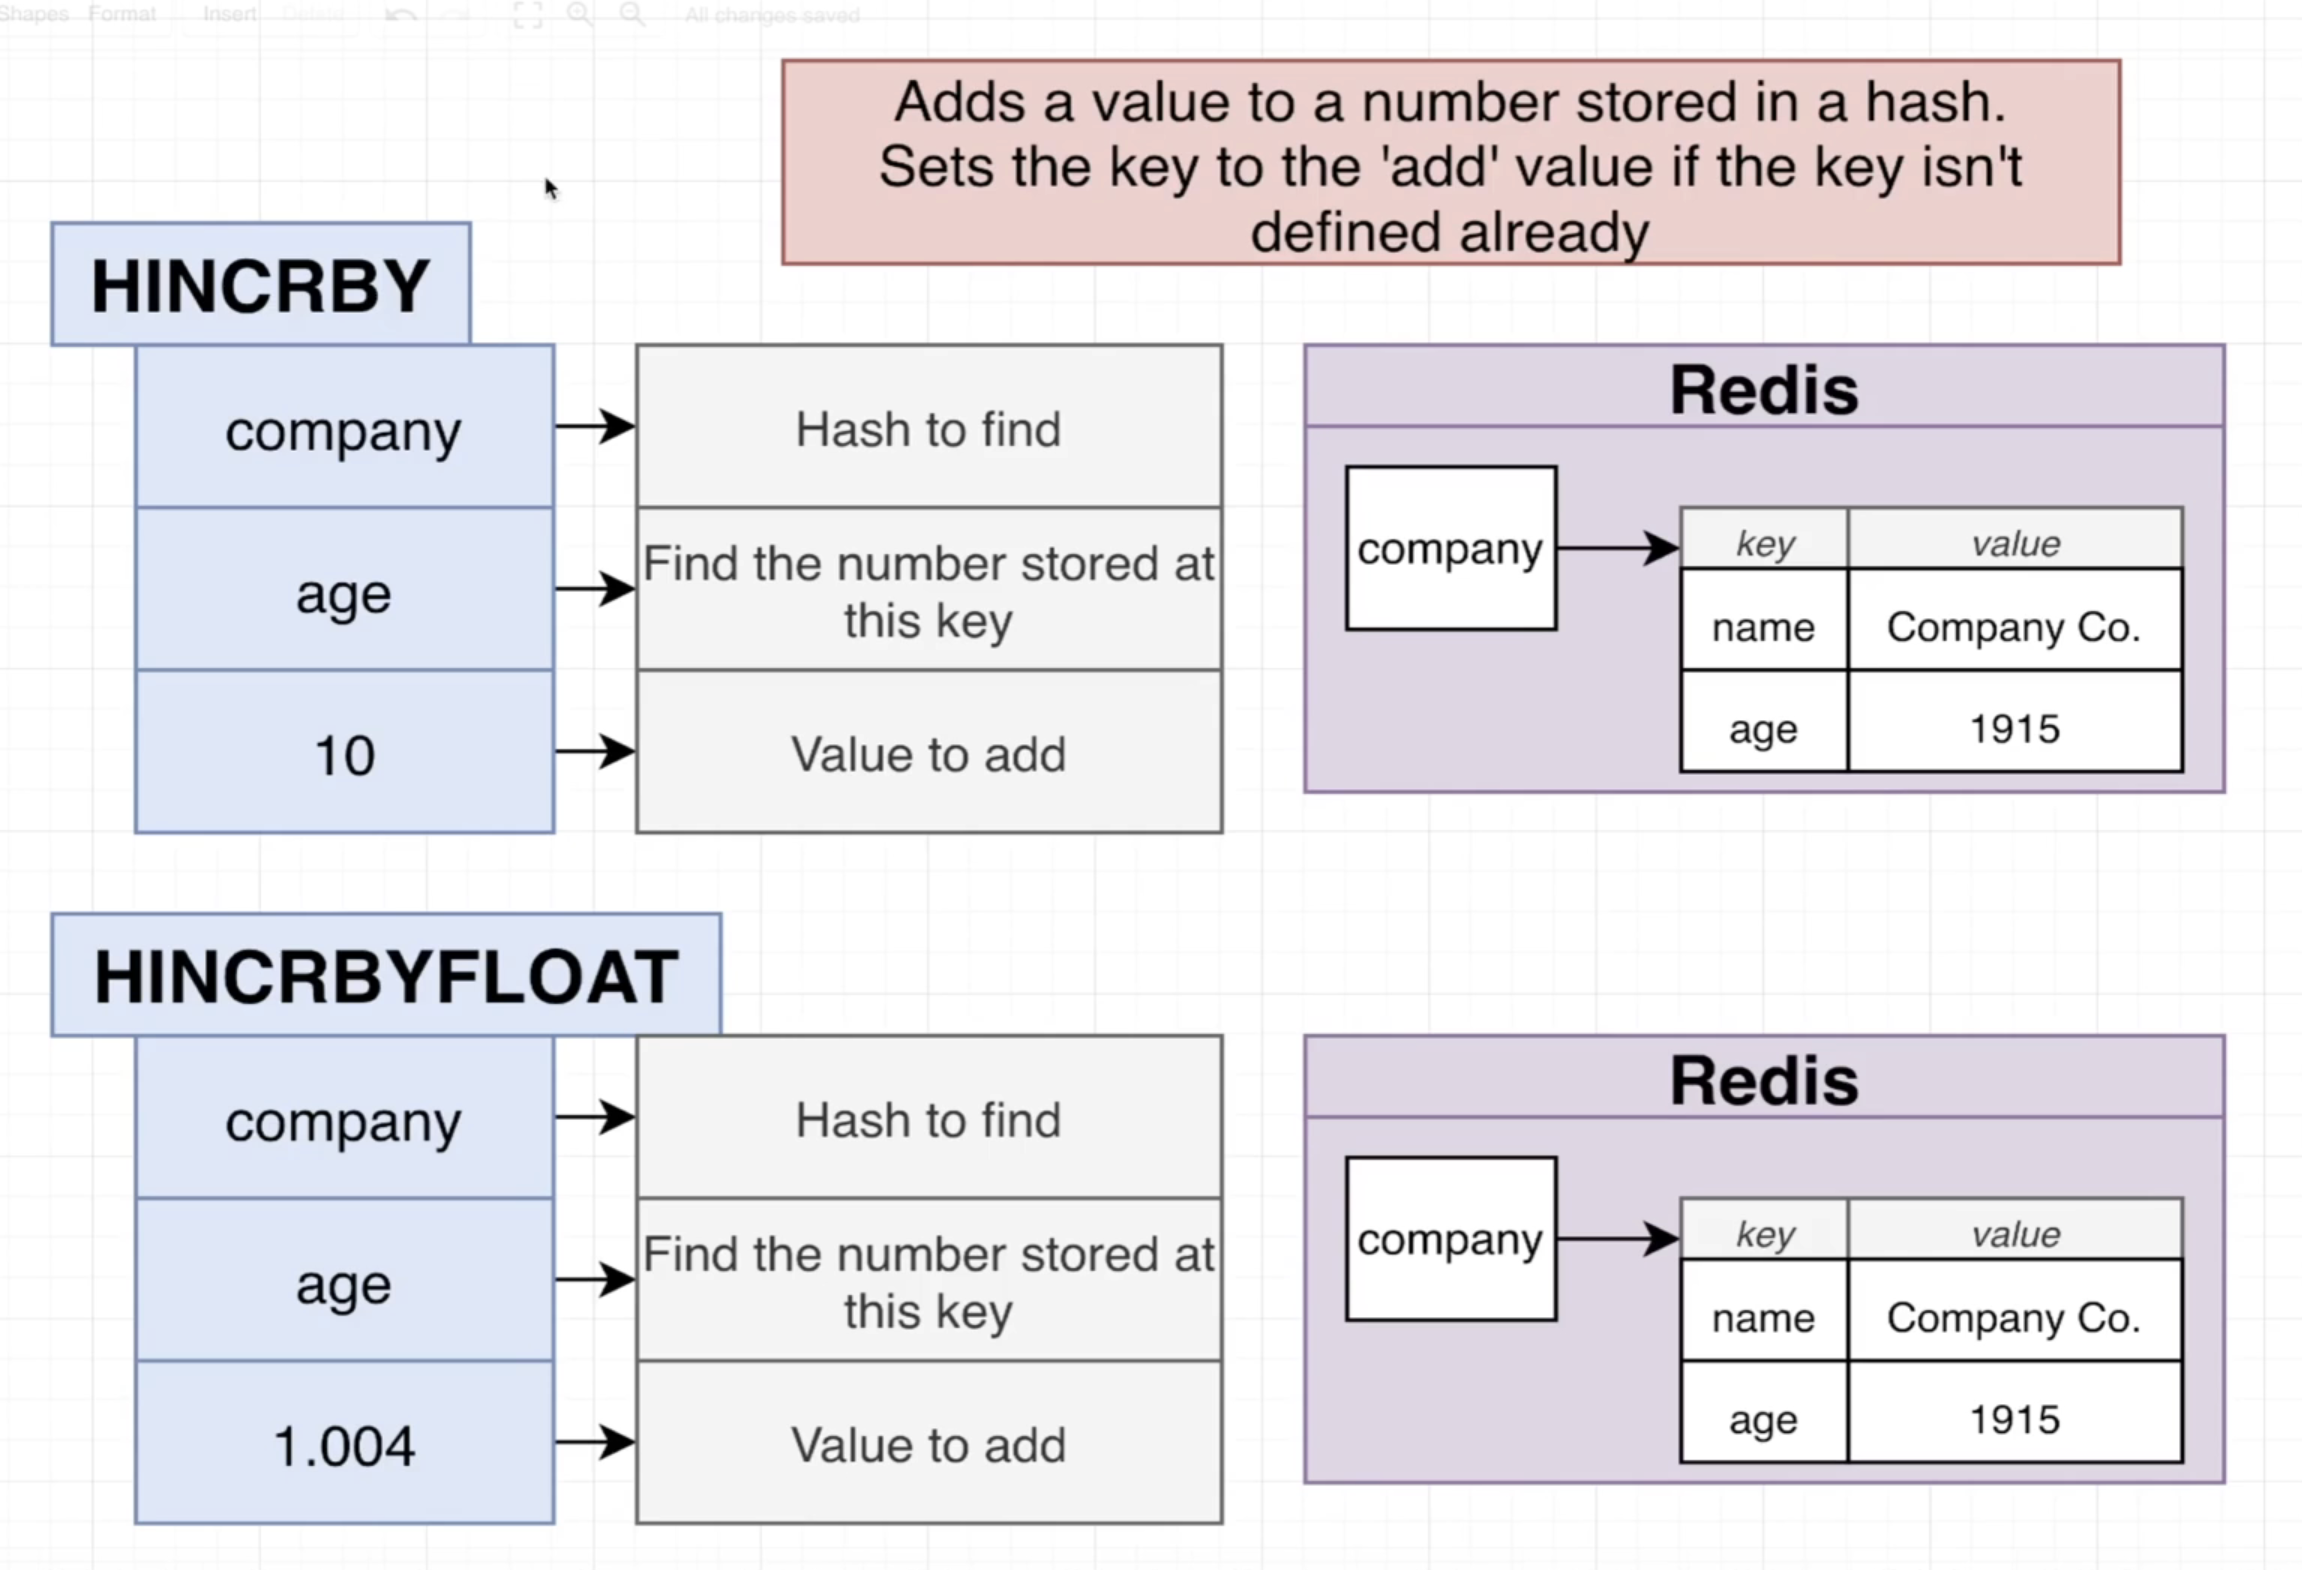 Shapes Format Insert Delete All changes saved
Adds a value to a number stored in a hash.
Sets the key to the 'add' value if the key isn't
defined already
HINCRBY
company
Hash to find
age
Find the number stored at
this key
10
Value to add
Redis
company
key value
name Company Co.
age 1915
HINCRBYFLOAT
company
Hash to find
age
Find the number stored at
this key
1.004
Value to add
Redis
company
key value
name Company Co.
age 1915